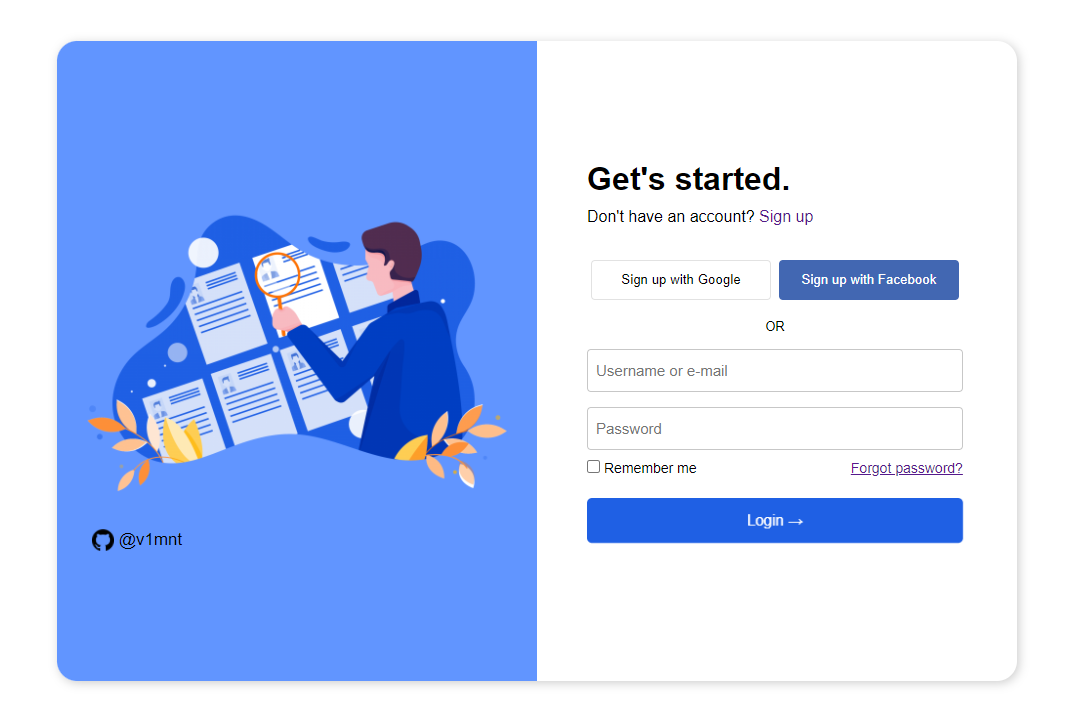 Get's started.
Don't have an account? Sign up
Sign up with Google
Sign up with Facebook
OR
Username or e-mail
Password
Remember me
Forgot password?
Login →
@v1mnt